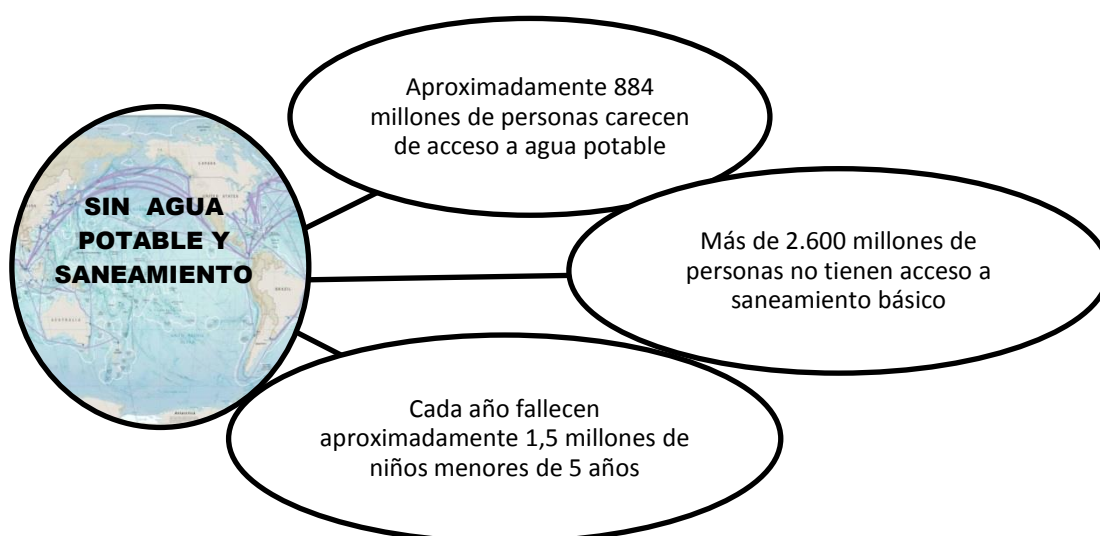 SIN AGUA
POTABLE Y
SANEAMIENTO
Aproximadamente 884
millones de personas carecen
de acceso a agua potable
Más de 2.600 millones de
personas no tienen acceso a
saneamiento básico
Cada año fallecen
aproximadamente 1,5 millones de
niños menores de 5 años
AUSTRALIA
BRAZIL